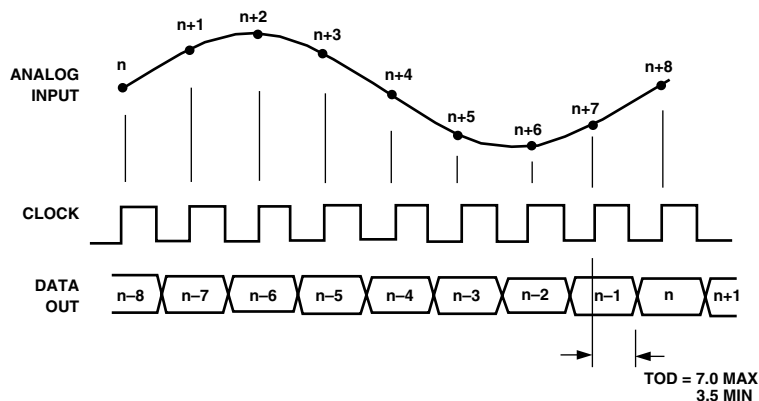 n
n+1
n+2
n+3
n+4
n+5
n+6
n+7
n+8
ANALOG
INPUT
CLOCK
DATA
OUT
n–8
n–7
n–6
n–5
n–4
n–3
n–2
n–1
n
n+1
TOD = 7.0 MAX
3.5 MIN